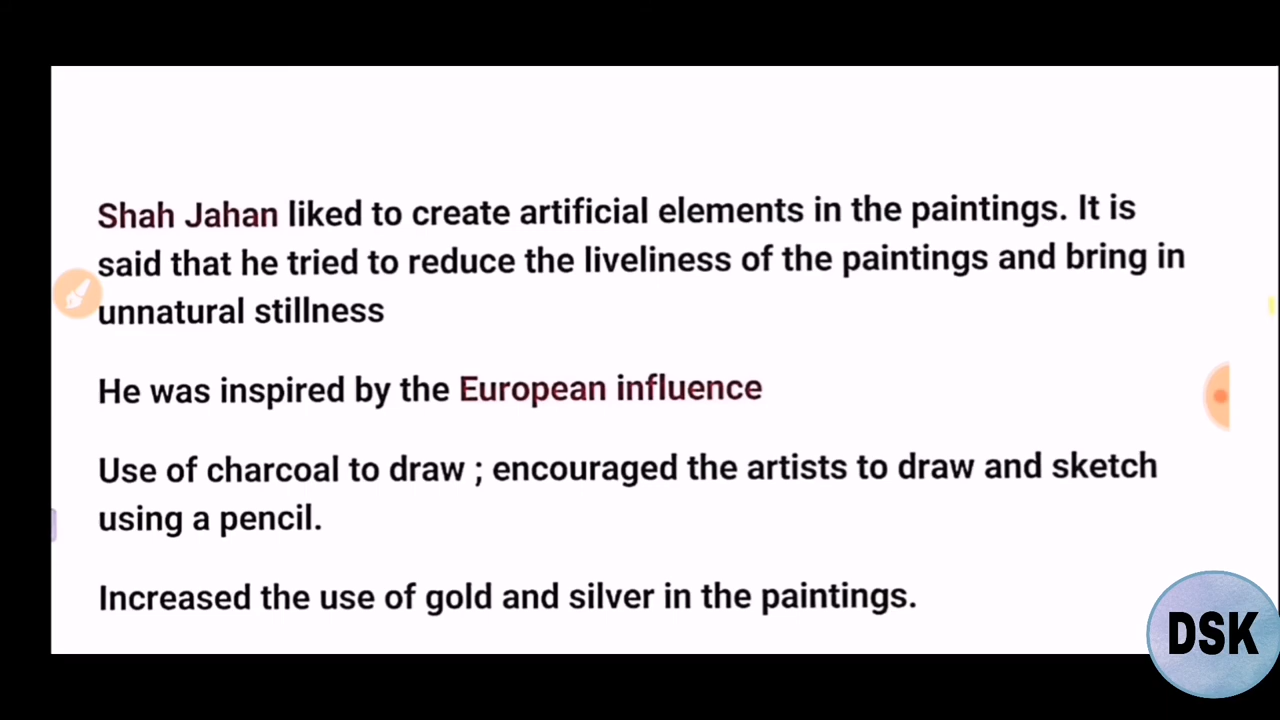 Shah Jahan liked to create artificial elements in the paintings. It is
said that he tried to reduce the liveliness of the paintings and bring in
unnatural stillness
He was inspired by the European influence
Use of charcoal to draw ; encouraged the artists to draw and sketch
using a pencil.
Increased the use of gold and silver in the paintings.
DSK